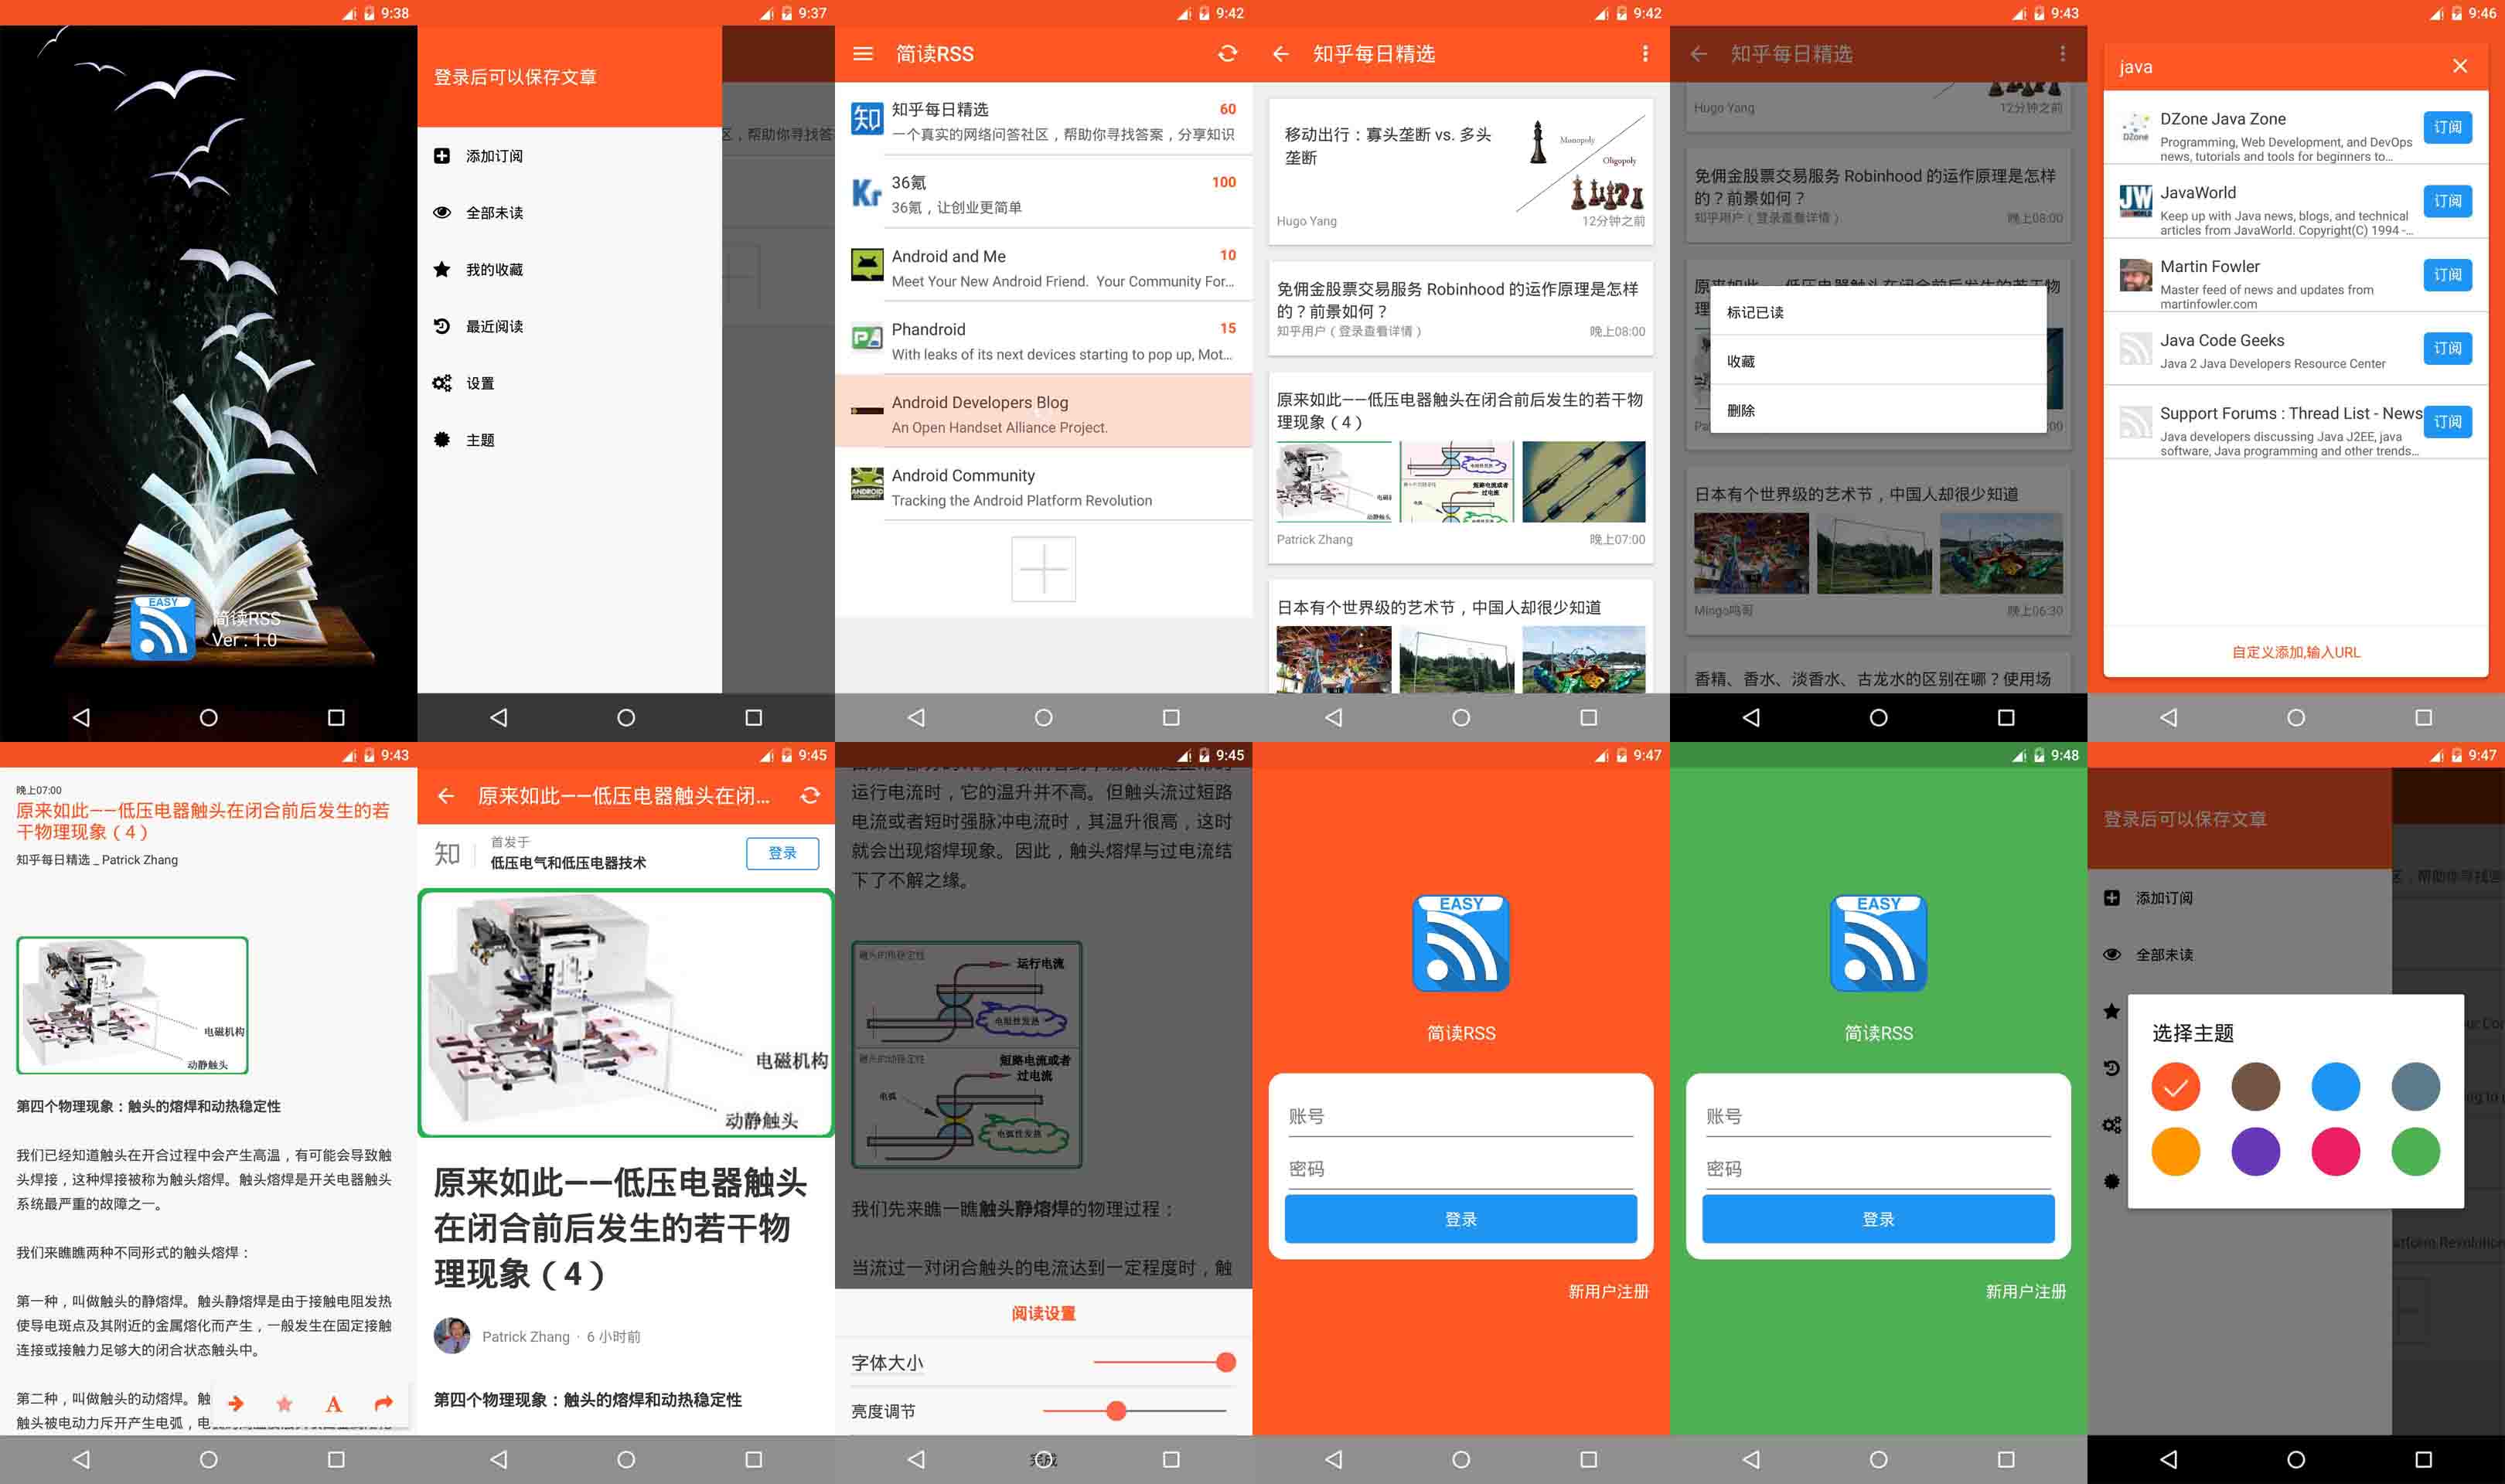 9:38
EASY
简读RSS
Ver : 1.0
9:37
登录后可以保存文章
添加订阅
全部未读
我的收藏
最近阅读
设置
主题
区，帮助你寻找答
9:42
简读RSS
知乎每日精选
60
一个真实的网络问答社区，帮助你寻找答案，分享知识
36氪
100
36氪，让创业更简单
Android and Me
10
Meet Your New Android Friend. Your Community For...
Phandroid
15
With leaks of its next devices starting to pop up, Mot...
Android Developers Blog
An Open Handset Alliance Project.
Android Community
Tracking the Android Platform Revolution
9:42
知乎每日精选
移动出行：寡头垄断 vs. 多头
垄断
Monopoly
Oligopoly
Hugo Yang
12分钟之前
免佣金股票交易服务 Robinhood 的运作原理是怎样
的？前景如何？
知乎用户（登录查看详情）
晚上08:00
原来如此——低压电器触头在闭合前后发生的若干物
理现象（4）
动静触头
短路电流或者
过电流
Patrick Zhang
晚上07:00
日本有个世界级的艺术节，中国人却很少知道
9:43
知乎每日精选
Hugo Yang
12分钟之前
免佣金股票交易服务 Robinhood 的运作原理是怎样
的？前景如何？
知乎用户（登录查看详情）
晚上08:00
标记已读
收藏
删除
日本有个世界级的艺术节，中国人却很少知道
Mingo鸣哥
晚上06:30
香精、香水、淡香水、古龙水的区别在哪？使用场
9:46
java
DZone Java Zone
Programming, Web Development, and DevOps
news, tutorials and tools for beginners to...
订阅
JavaWorld
Keep up with Java news, blogs, and technical
articles from JavaWorld. Copyright(C) 1994 -...
订阅
Martin Fowler
Master feed of news and updates from
martinfowler.com
订阅
Java Code Geeks
Java 2 Java Developers Resource Center
订阅
Support Forums : Thread List - News
Java developers discussing Java J2EE, java
software, Java programming and other trends...
订阅
自定义添加,输入URL
9:43
晚上07:00
原来如此——低压电器触头在闭合前后发生的若
干物理现象（4）
知乎每日精选 _ Patrick Zhang
电磁机构
动静触头
第四个物理现象：触头的熔焊和动热稳定性
我们已经知道触头在开合过程中会产生高温，有可能会导致触
头焊接，这种焊接被称为触头熔焊。触头熔焊是开关电器触头
系统最严重的故障之一。
我们来瞧瞧两种不同形式的触头熔焊：
第一种，叫做触头的静熔焊。触头静熔焊是由于接触电阻发热
使导电斑点及其附近的金属熔化而产生，一般发生在固定接触
连接或接触力足够大的闭合状态触头中。
第二种，叫做触头的动熔焊。触
触头被电动力斥开产生电弧，电
9:45
原来如此——低压电器触头在闭...
知
首发于
低压电气和低压电器技术
登录
电磁机构
动静触头
原来如此——低压电器触头
在闭合前后发生的若干物
理现象（4）
Patrick Zhang · 6 小时前
第四个物理现象：触头的熔焊和动热稳定性
9:45
运行电流时，它的温升并不高。但触头流过短路
电流或者短时强脉冲电流时，其温升很高，这时
就会出现熔焊现象。因此，触头熔焊与过电流结
下了不解之缘。
触头的热稳定性
运行电流
电阻性发热
触头的动稳定性
短路电流或者
过电流
电弧
电弧性发热
我们先来瞧一瞧触头静熔焊的物理过程：
当流过一对闭合触头的电流达到一定程度时，触
阅读设置
字体大小
亮度调节
完成
9:47
EASY
简读RSS
账号
密码
登录
新用户注册
9:48
EASY
简读RSS
账号
密码
登录
新用户注册
9:47
登录后可以保存文章
添加订阅
全部未读
选择主题